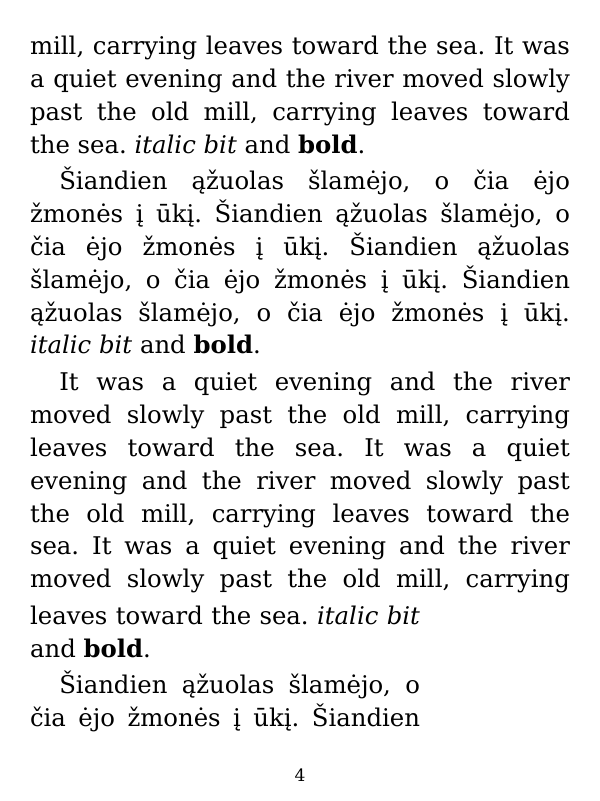 mill, carrying leaves toward the sea. It was
a quiet evening and the river moved slowly
past the old mill, carrying leaves toward
the sea. italic bit and bold.
Šiandien ąžuolas šlamėjo, o čia ėjo
žmonės į ūkį. Šiandien ąžuolas šlamėjo, o
čia ėjo žmonės į ūkį. Šiandien ąžuolas
šlamėjo, o čia ėjo žmonės į ūkį. Šiandien
ąžuolas šlamėjo, o čia ėjo žmonės į ūkį.
italic bit and bold.
It was a quiet evening and the river
moved slowly past the old mill, carrying
leaves toward the sea. It was a quiet
evening and the river moved slowly past
the old mill, carrying leaves toward the
sea. It was a quiet evening and the river
moved slowly past the old mill, carrying
leaves toward the sea. italic bit
and bold.
Šiandien ąžuolas šlamėjo, o
čia ėjo žmonės į ūkį. Šiandien
4